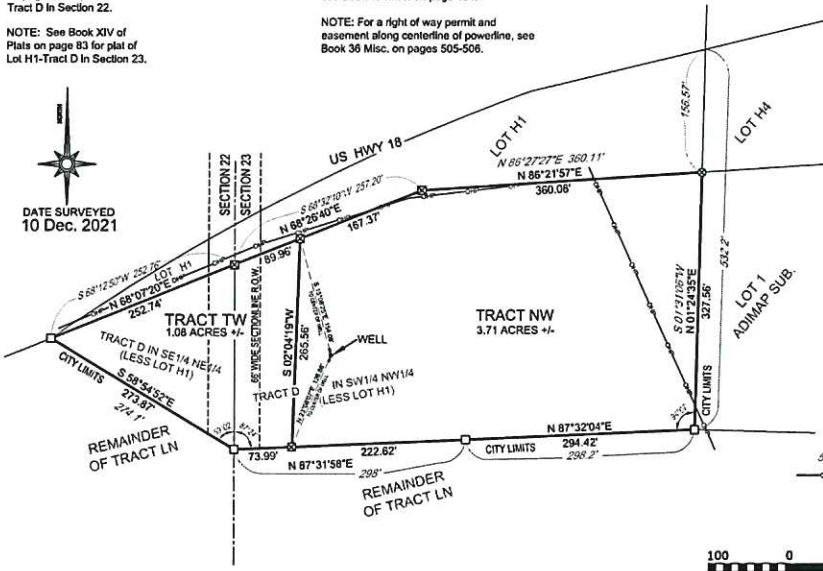 Tract D In Section 22.
NOTE: See Book XIV of
Plats on page 83 for plat of
Lot H1-Tract D In Section 23.
NOTE: For a right of way permit and
easement along centerline of powerline, see
Book 36 Misc. on pages 505-506.
NORTH
DATE SURVEYED
10 Dec. 2021
SECTION 22
SECTION 23
66' WIDE SECTIONLINE R.O.W.
US HWY 18
LOT H1
LOT H4
156.57'
N 86°27'27"E 360.11'
N 86°21'57"E
360.08'
S 68°32'10"W 257.20'
N 68°26'40"E
167.37'
89.96'
S 68°12'50"W 252.76'
LOT H1
N 68°07'20"E
252.74'
532.2'
LOT 1
ADIMAP SUB.
S 01°31'06"W
N 01°24'35"E
327.56'
CITY LIMITS
TRACT TW
1.08 ACRES +/-
TRACT D IN SE1/4 NE1/4
(LESS LOT H1)
S 02°04'19"W
265.56'
WELL
TRACT NW
3.71 ACRES +/-
TRACT D
IN SW1/4 NW1/4
(LESS LOT H1)
CITY LIMITS
S 58°54'52"E
273.87'
274.1'
REMAINDER
OF TRACT LN
73.99'
N 87°31'58"E
222.62'
298'
CITY LIMITS
N 87°32'04"E
294.42'
298.2'
REMAINDER
OF TRACT LN
100
0